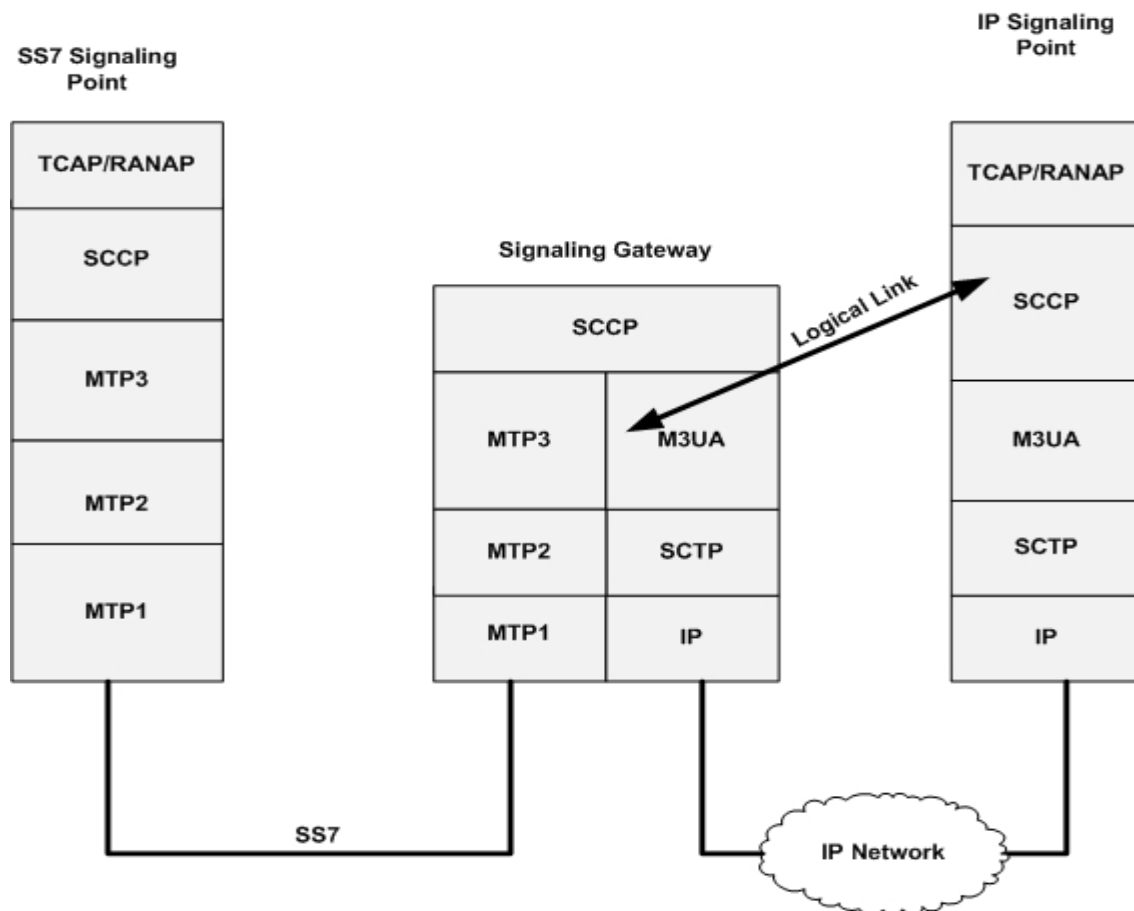 IP Signaling
Point
SS7 Signaling
Point
TCAP/RANAP
SCCP
MTP3
MTP2
MTP1
Signaling Gateway
SCCP
MTP3
M3UA
MTP2
SCTP
MTP1
IP
Logical Link
TCAP/RANAP
SCCP
M3UA
SCTP
IP
SS7
IP Network